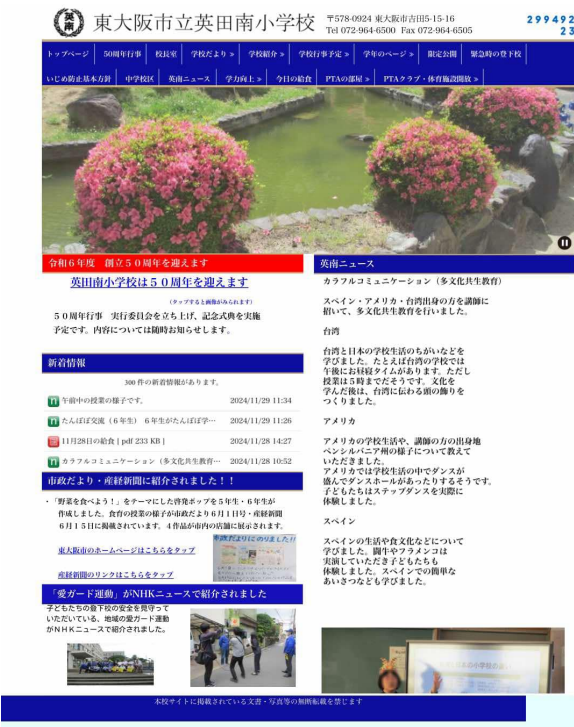 英南
東大阪市立英田南小学校
〒578-0924 東大阪市吉田5-15-16
Tel 072-964-6500 Fax 072-964-6505
299492
23
トップページ 50周年行事 校長室 学校だより» 学校紹介» 学校行事予定» 学年のページ» 限定公開 緊急時の登下校
いじめ防止基本方針 中学校区 英南ニュース 学力向上» 今日の給食 PTAの部屋» PTAクラブ・体育施設開放»
令和６年度 創立５０周年を迎えます
英田南小学校は５０周年を迎えます
(タップすると画像がみられます)
５０周年行事 実行委員会を立ち上げ、記念式典を実施
予定です。内容については随時お知らせします。
新着情報
300 件の新着情報があります。
午前中の授業の様子です。 2024/11/29 11:34
たんぽぽ交流（６年生） ６年生がたんぽぽ学… 2024/11/29 11:26
11月28日の給食 [ pdf 233 KB ] 2024/11/28 14:27
カラフルコミュニケーション（多文化共生教育… 2024/11/28 10:52
市政だより・産経新聞に紹介されました！！
・「野菜を食べよう！」をテーマにした啓発ポップを５年生・６年生が
作成しました。食育の授業の様子が市政だより６月１日号・産経新聞
６月１５日に掲載されています。４作品が市内の店舗に展示されます。
東大阪市のホームページはこちらをタップ
産経新聞のリンクはこちらをタップ
市政だよりにのりました!!
「愛ガード運動」がNHKニュースで紹介されました
子どもたちの登下校の安全を見守って
いただいている、地域の愛ガード運動
がNHKニュースで紹介されました。
英南ニュース
カラフルコミュニケーション（多文化共生教育）
スペイン・アメリカ・台湾出身の方を講師に
招いて、多文化共生教育を行いました。
台湾
台湾と日本の学校生活のちがいなどを
学びました。たとえば台湾の学校では
午後にお昼寝タイムがあります。ただし
授業は５時までだそうです。文化を
学んだ後は、台湾に伝わる頭の飾りを
つくりました。
アメリカ
アメリカの学校生活や、講師の方の出身地
ペンシルバニア州の様子について教えて
いただきました。
アメリカでは学校生活の中でダンスが
盛んでダンスホールがあったりするそうです。
子どもたちはステップダンスを実際に
体験しました。
スペイン
スペインの生活や食文化などについて
学びました。闘牛やフラメンコは
実演していただき子どもたちも
体験しました。スペインでの簡単な
あいさつなども学びました。
本校サイトに掲載されている文書・写真等の無断転載を禁じます